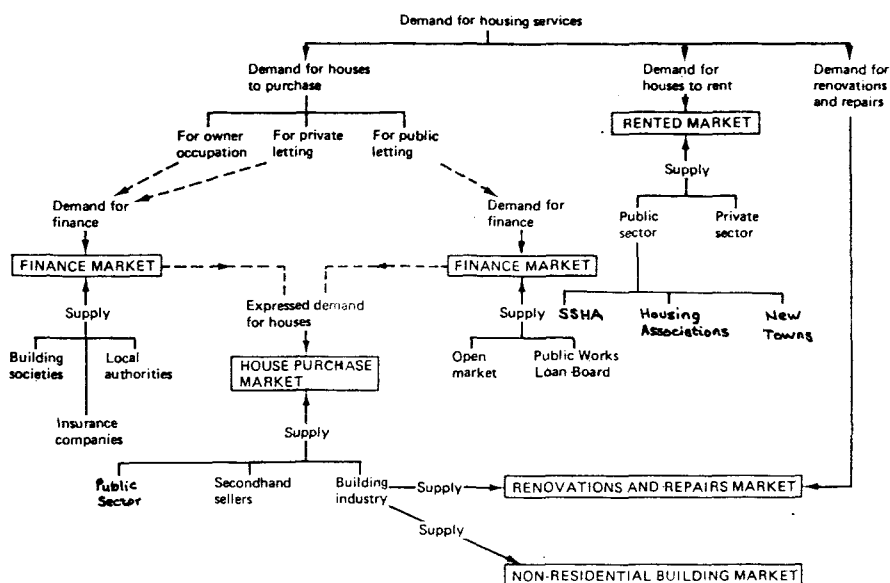 Demand for housing services
Demand for houses
to purchase
Demand for
houses to rent
Demand for
renovations
and repairs
RENTED MARKET
For owner
occupation
For private
letting
For public
letting
Supply
Demand for
finance
Demand for
finance
Public
sector
Private
sector
FINANCE MARKET
FINANCE MARKET
Supply
Expressed demand
for houses
Supply
SSHA
Housing
Associations
New
Towns
Building
societies
Local
authorities
HOUSE PURCHASE
MARKET
Open
market
Public Works
Loan Board
Insurance
companies
Supply
Public
Sector
Secondhand
sellers
Building
industry
Supply
RENOVATIONS AND REPAIRS MARKET
Supply
NON-RESIDENTIAL BUILDING MARKET